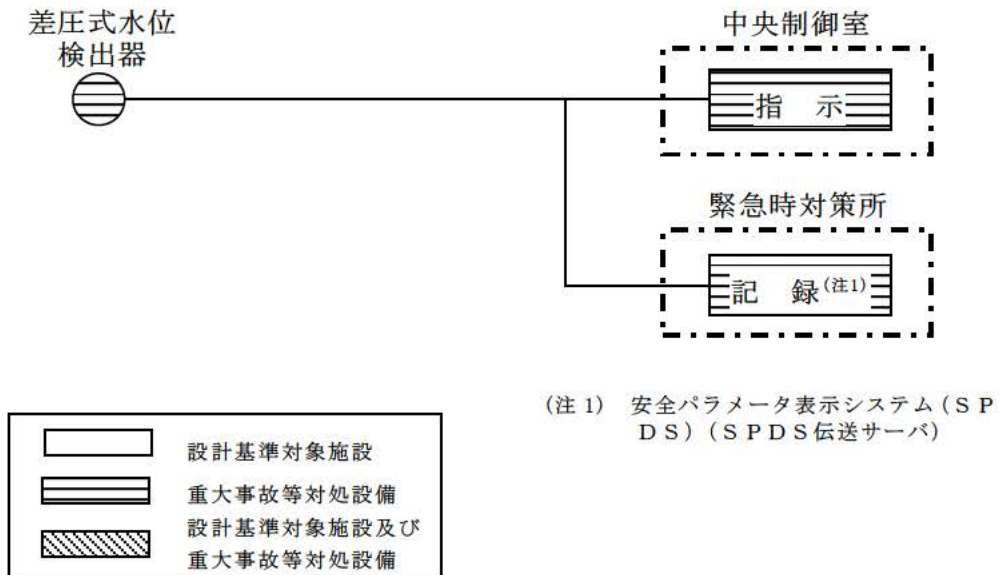 差圧式水位
検出器
中央制御室
指　示
緊急時対策所
記　録(注1)
(注 1)　安全パラメータ表示システム(ＳＰ
ＤＳ)(ＳＰＤＳ伝送サーバ)
設計基準対象施設
重大事故等対処設備
設計基準対象施設及び
重大事故等対処設備